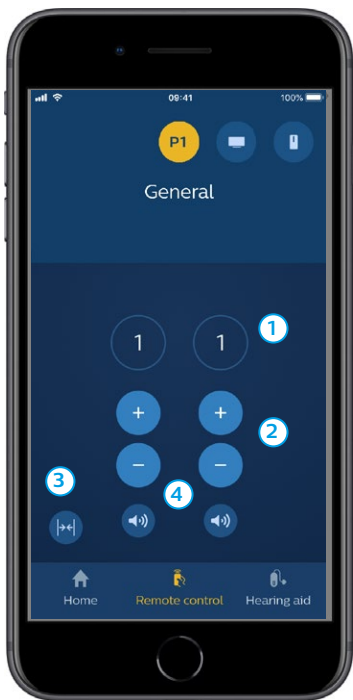 09:41 100%
P1
General
1 1 1
+ + 2
− −
3 4
Home Remote control Hearing aid